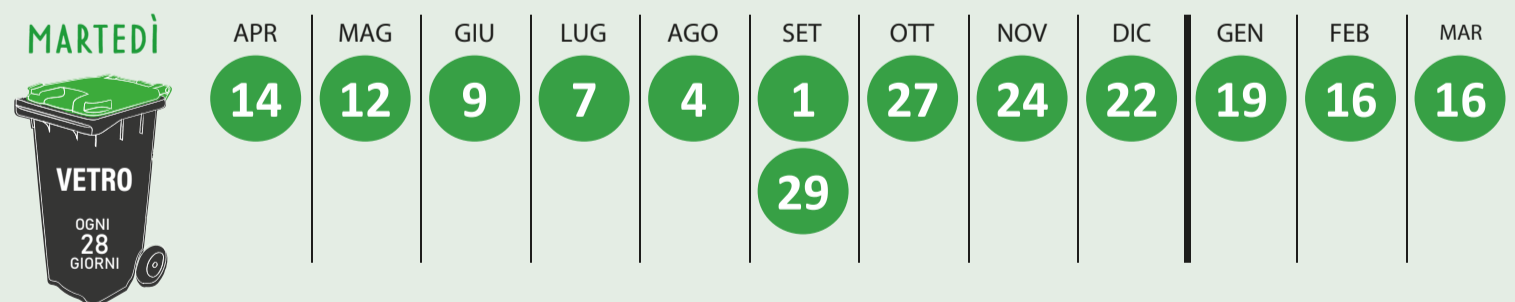 MARTEDÌ
APR MAG GIU LUG AGO SET OTT NOV DIC GEN FEB MAR
14 12 9 7 4 1 27 24 22 19 16 16
29
VETRO
OGNI
28
GIORNI